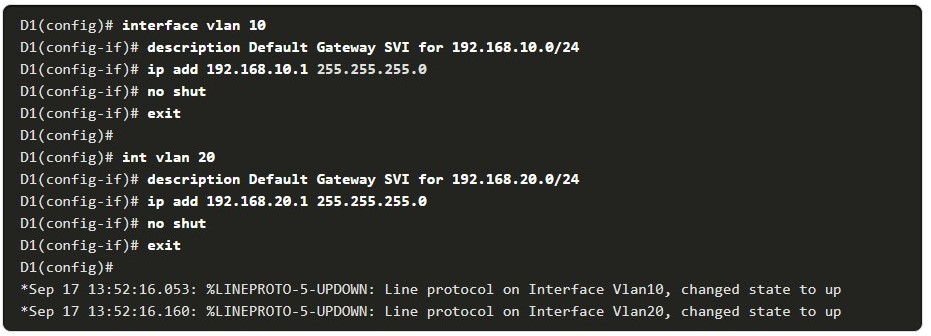 D1(config)# interface vlan 10
D1(config-if)# description Default Gateway SVI for 192.168.10.0/24
D1(config-if)# ip add 192.168.10.1 255.255.255.0
D1(config-if)# no shut
D1(config-if)# exit
D1(config)#
D1(config)# int vlan 20
D1(config-if)# description Default Gateway SVI for 192.168.20.0/24
D1(config-if)# ip add 192.168.20.1 255.255.255.0
D1(config-if)# no shut
D1(config-if)# exit
D1(config)#
*Sep 17 13:52:16.053: %LINEPROTO-5-UPDOWN: Line protocol on Interface Vlan10, changed state to up
*Sep 17 13:52:16.160: %LINEPROTO-5-UPDOWN: Line protocol on Interface Vlan20, changed state to up